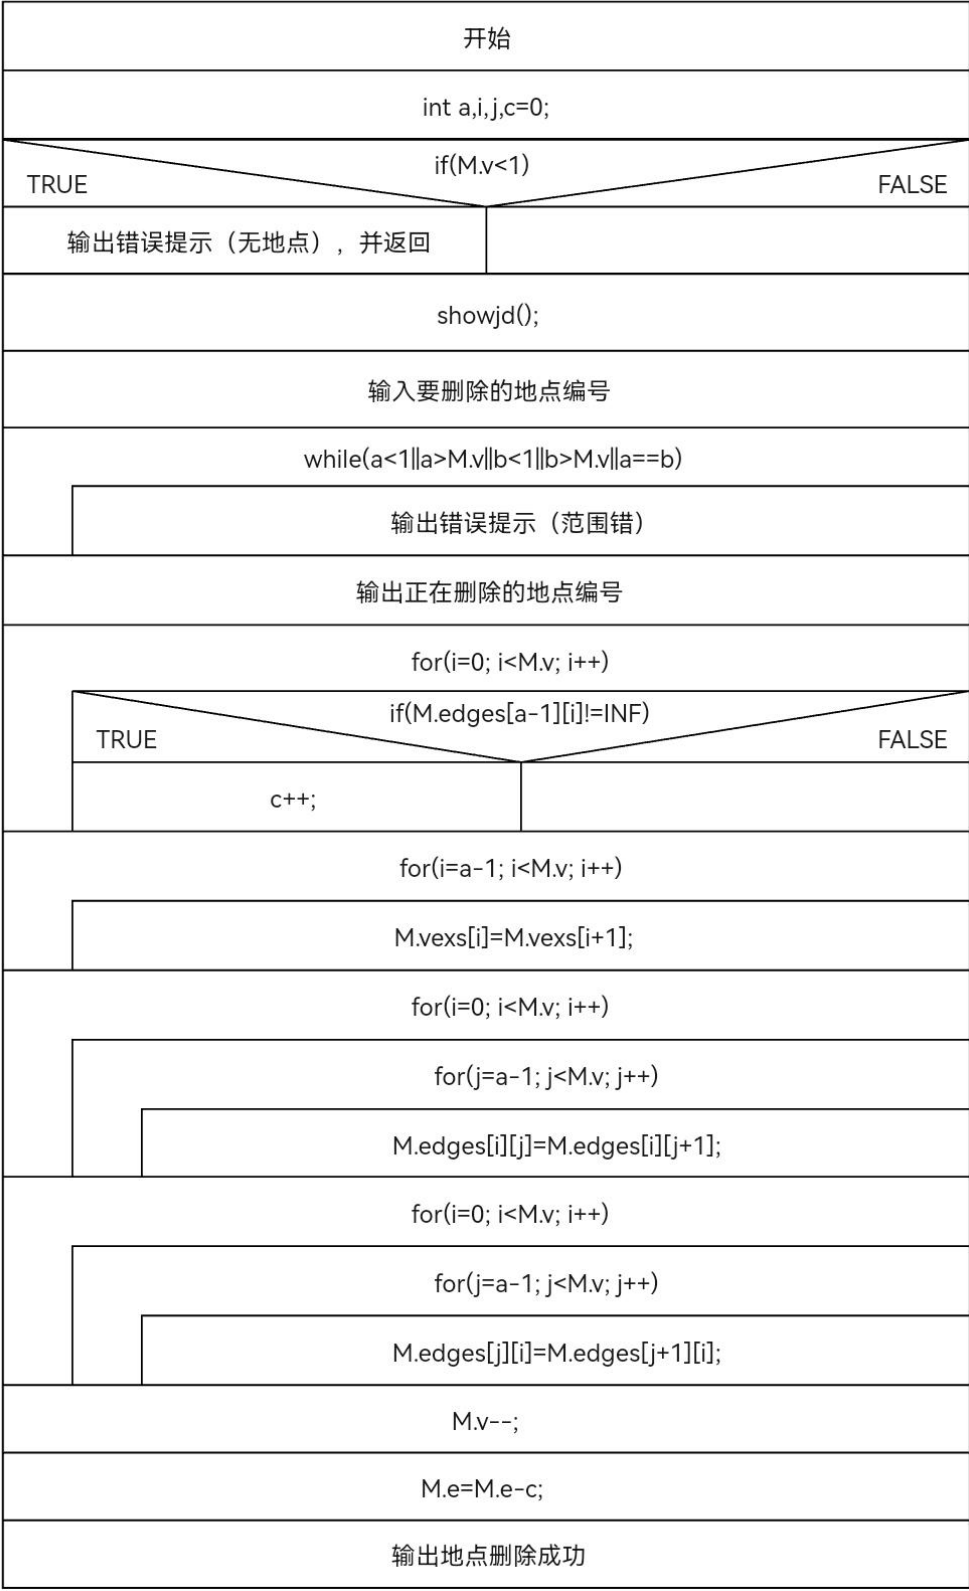 开始
int a,i,j,c=0;
if(M.v<1)
TRUE
FALSE
输出错误提示（无地点），并返回
showjd();
输入要删除的地点编号
while(a<1||a>M.v||b<1||b>M.v||a==b)
输出错误提示（范围错）
输出正在删除的地点编号
for(i=0; i<M.v; i++)
if(M.edges[a-1][i]!=INF)
TRUE
FALSE
c++;
for(i=a-1; i<M.v; i++)
M.vexs[i]=M.vexs[i+1];
for(i=0; i<M.v; i++)
for(j=a-1; j<M.v; j++)
M.edges[i][j]=M.edges[i][j+1];
for(i=0; i<M.v; i++)
for(j=a-1; j<M.v; j++)
M.edges[j][i]=M.edges[j+1][i];
M.v--;
M.e=M.e-c;
输出地点删除成功